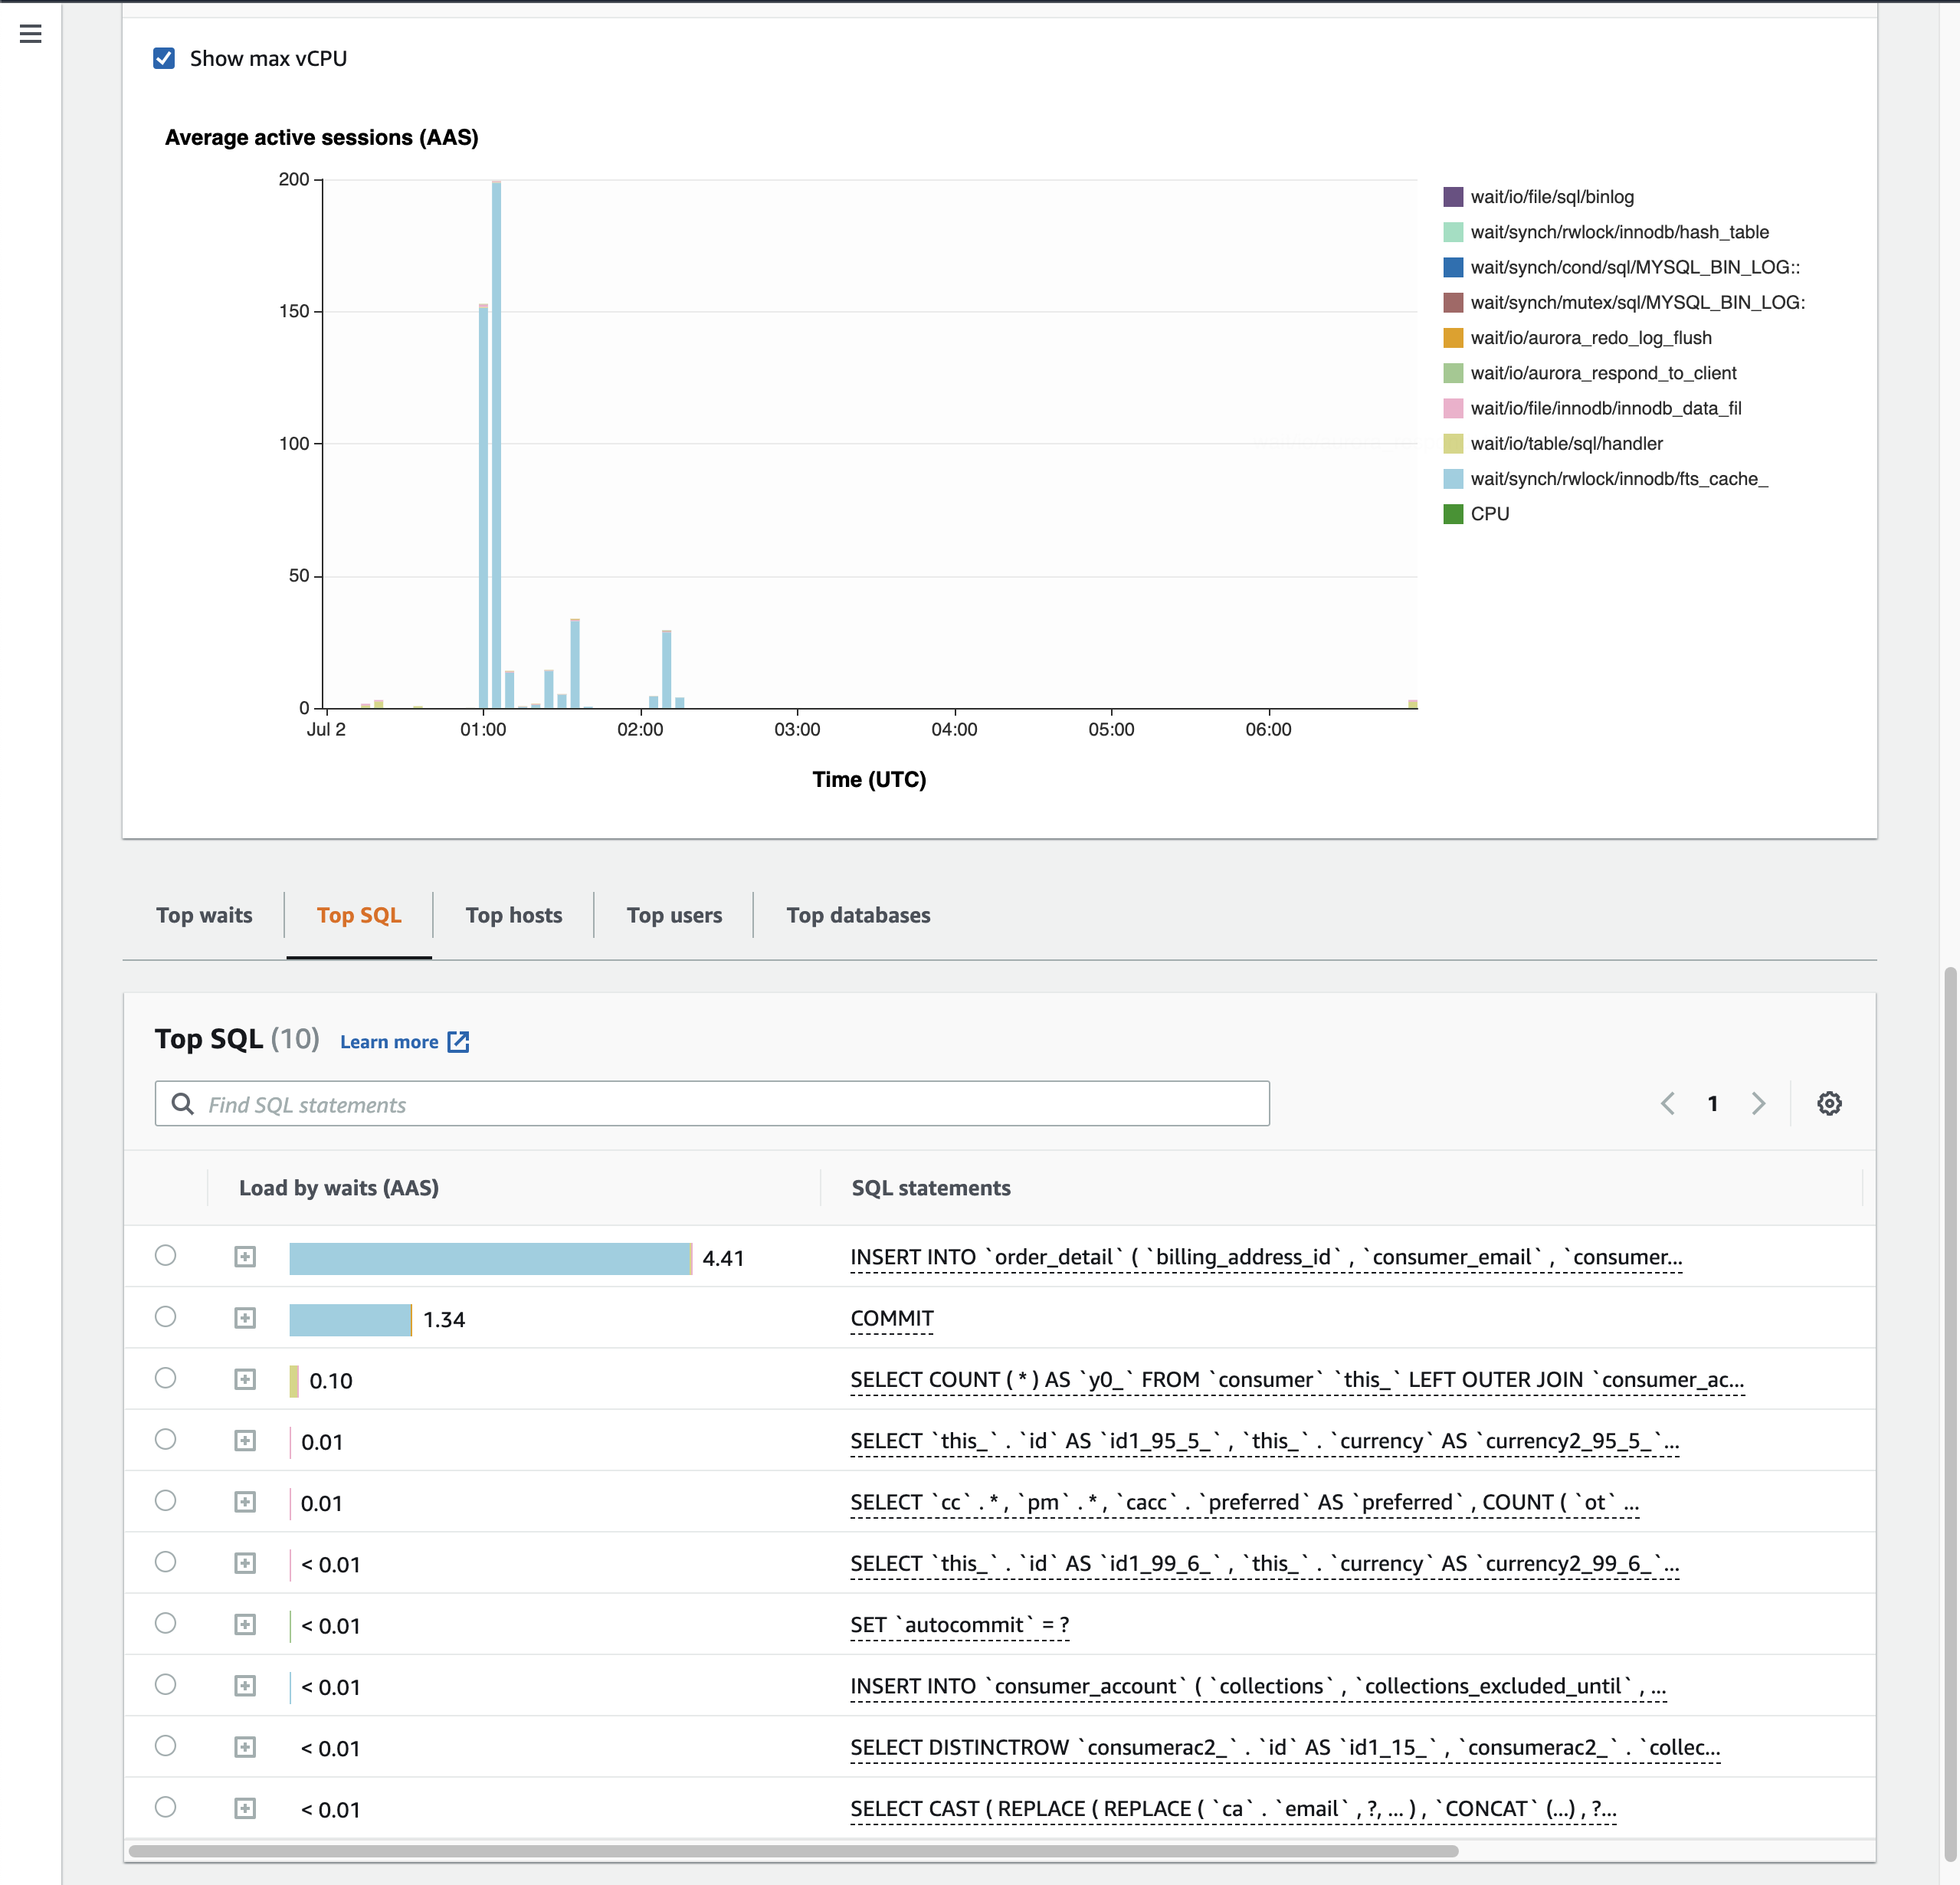 Show max vCPU
Average active sessions (AAS)
200
150
100
50
0
Jul 2
01:00
02:00
03:00
04:00
05:00
06:00
Time (UTC)
wait/io/file/sql/binlog
wait/synch/rwlock/innodb/hash_table
wait/synch/cond/sql/MYSQL_BIN_LOG::
wait/synch/mutex/sql/MYSQL_BIN_LOG:
wait/io/aurora_redo_log_flush
wait/io/aurora_respond_to_client
wait/io/file/innodb/innodb_data_fil
wait/io/table/sql/handler
wait/synch/rwlock/innodb/fts_cache_
CPU
Top waits
Top SQL
Top hosts
Top users
Top databases
Top SQL (10) Learn more
Find SQL statements
1
Load by waits (AAS) SQL statements
4.41 INSERT INTO `order_detail` ( `billing_address_id` , `consumer_email` , `consumer...
1.34 COMMIT
0.10 SELECT COUNT ( * ) AS `y0_` FROM `consumer` `this_` LEFT OUTER JOIN `consumer_ac...
0.01 SELECT `this_` . `id` AS `id1_95_5_` , `this_` . `currency` AS `currency2_95_5_`...
0.01 SELECT `cc` . * , `pm` . * , `cacc` . `preferred` AS `preferred` , COUNT ( `ot` ...
< 0.01 SELECT `this_` . `id` AS `id1_99_6_` , `this_` . `currency` AS `currency2_99_6_`...
< 0.01 SET `autocommit` = ?
< 0.01 INSERT INTO `consumer_account` ( `collections` , `collections_excluded_until` , ...
< 0.01 SELECT DISTINCTROW `consumerac2_` . `id` AS `id1_15_` , `consumerac2_` . `collec...
< 0.01 SELECT CAST ( REPLACE ( REPLACE ( `ca` . `email` , ?, ... ) , `CONCAT` (...) , ?...